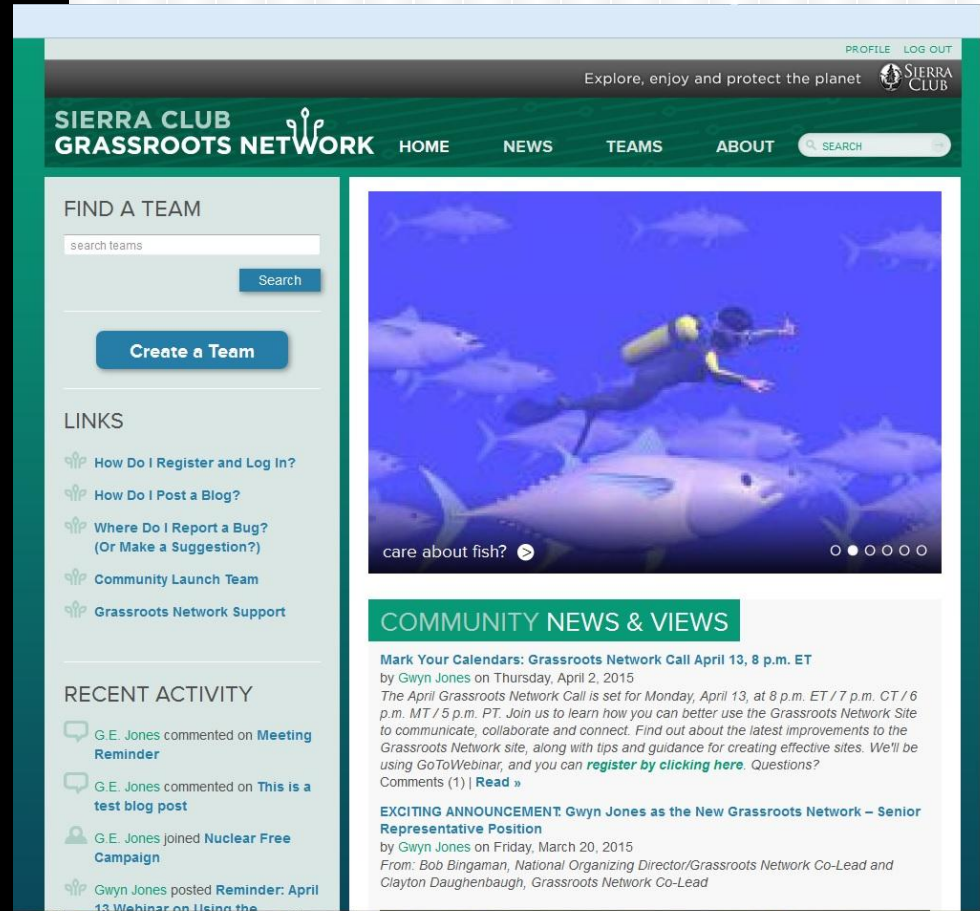 PROFILE LOG OUT
Explore, enjoy and protect the planet
SIERRA
CLUB
SIERRA CLUB
GRASSROOTS NETWORK
HOME NEWS TEAMS ABOUT SEARCH
FIND A TEAM
search teams
Search
Create a Team
LINKS
How Do I Register and Log In?
How Do I Post a Blog?
Where Do I Report a Bug?
(Or Make a Suggestion?)
Community Launch Team
Grassroots Network Support
RECENT ACTIVITY
G.E. Jones commented on Meeting
Reminder
G.E. Jones commented on This is a
test blog post
G.E. Jones joined Nuclear Free
Campaign
Gwyn Jones posted Reminder: April
13 Webinar on Using the
care about fish?
COMMUNITY NEWS & VIEWS
Mark Your Calendars: Grassroots Network Call April 13, 8 p.m. ET
by Gwyn Jones on Thursday, April 2, 2015
The April Grassroots Network Call is set for Monday, April 13, at 8 p.m. ET / 7 p.m. CT / 6
p.m. MT / 5 p.m. PT. Join us to learn how you can better use the Grassroots Network Site
to communicate, collaborate and connect. Find out about the latest improvements to the
Grassroots Network site, along with tips and guidance for creating effective sites. We'll be
using GoToWebinar, and you can register by clicking here. Questions?
Comments (1) | Read »
EXCITING ANNOUNCEMENT: Gwyn Jones as the New Grassroots Network – Senior
Representative Position
by Gwyn Jones on Friday, March 20, 2015
From: Bob Bingaman, National Organizing Director/Grassroots Network Co-Lead and
Clayton Daughenbaugh, Grassroots Network Co-Lead